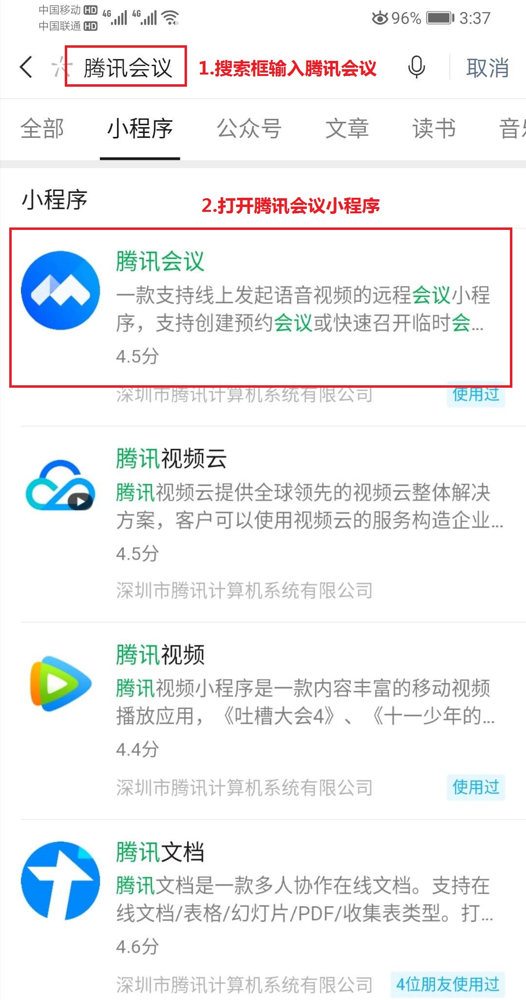 中国移动 HD 4G 4G 96% 3:37
中国联通 HD
腾讯会议 1.搜索框输入腾讯会议 取消
全部 小程序 公众号 文章 读书 音乐
小程序 2.打开腾讯会议小程序
腾讯会议
一款支持线上发起语音视频的远程会议小程
序，支持创建预约会议或快速召开临时会...
4.5分
深圳市腾讯计算机系统有限公司 使用过
腾讯视频云
腾讯视频云提供全球领先的视频云整体解决
方案，客户可以使用视频云的服务构造企业...
4.5分
深圳市腾讯计算机系统有限公司
腾讯视频
腾讯视频小程序是一款内容丰富的移动视频
播放应用，《吐槽大会4》、《十一少年的...
4.4分
深圳市腾讯计算机系统有限公司 使用过
腾讯文档
腾讯文档是一款多人协作在线文档。支持在
线文档/表格/幻灯片/PDF/收集表类型。打...
4.6分
深圳市腾讯计算机系统有限公司 4位朋友使用过